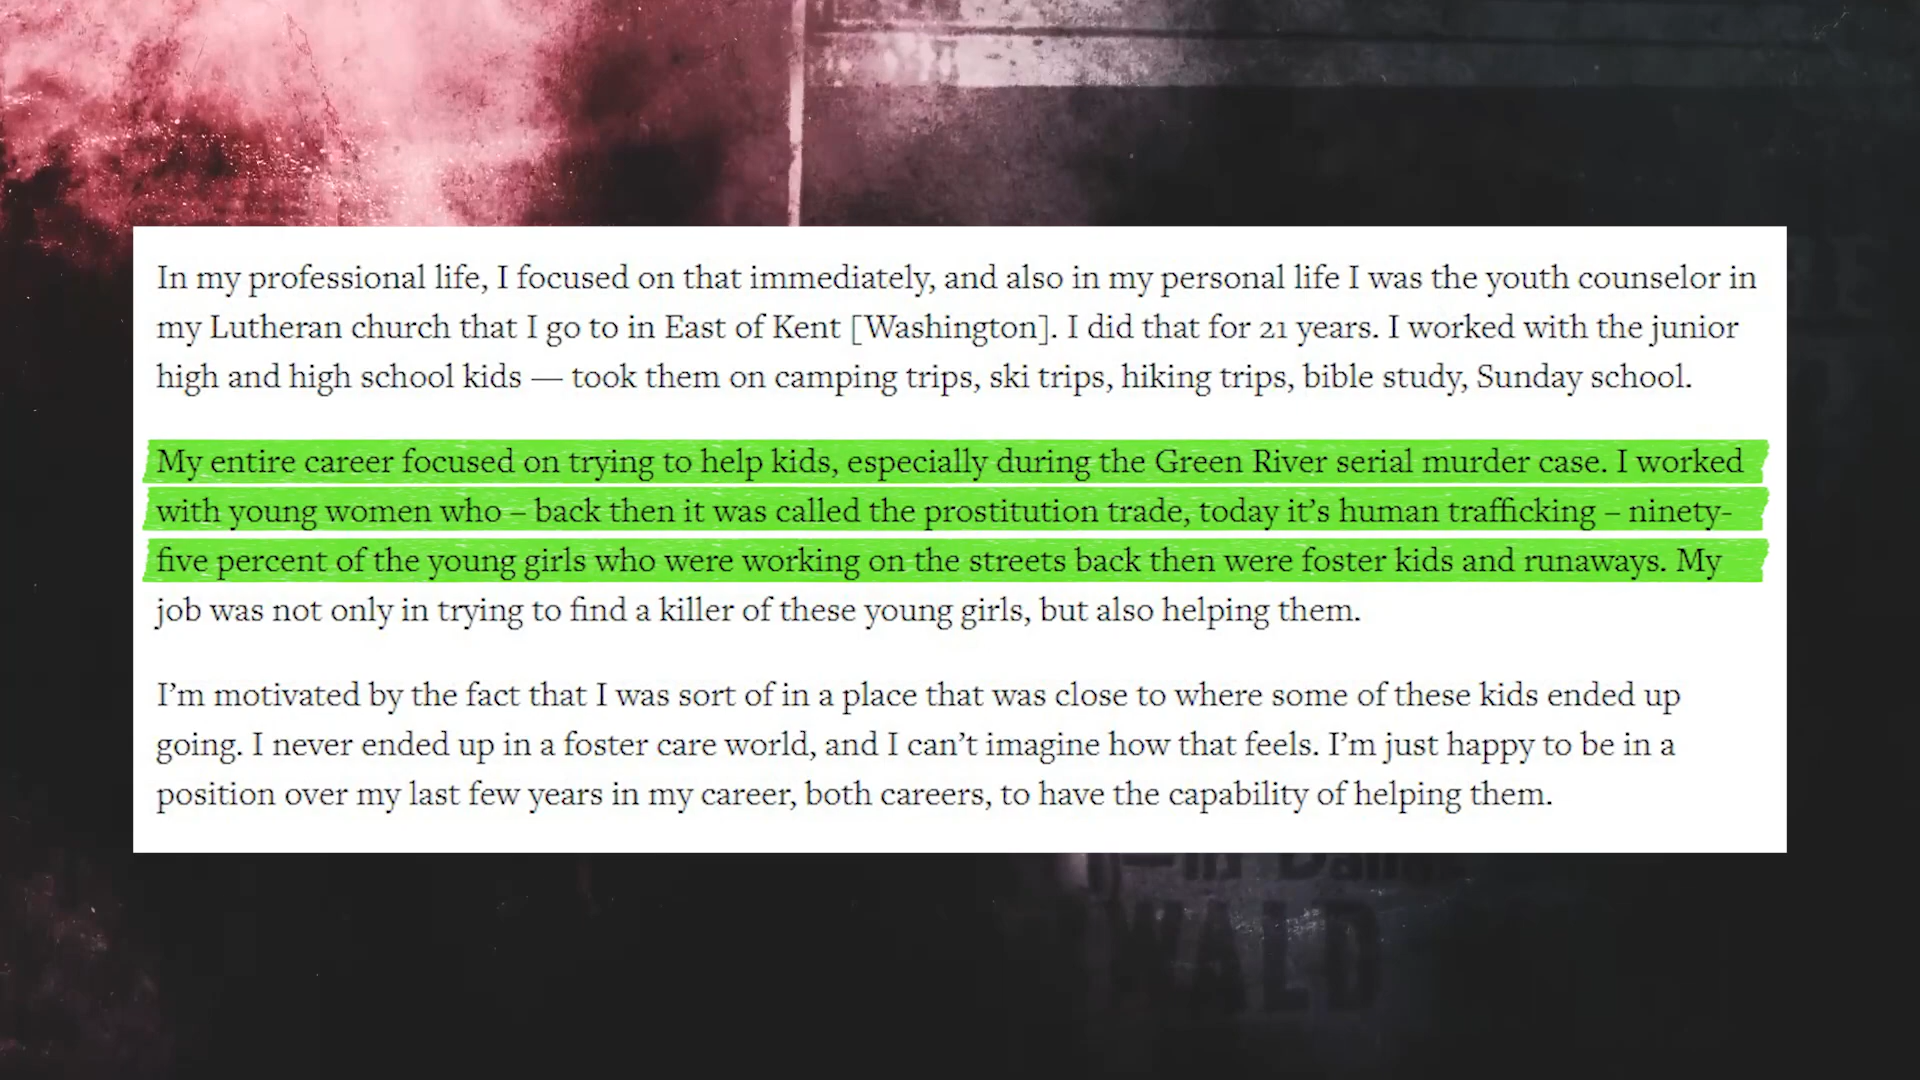 In my professional life, I focused on that immediately, and also in my personal life I was the youth counselor in
my Lutheran church that I go to in East of Kent [Washington]. I did that for 21 years. I worked with the junior
high and high school kids — took them on camping trips, ski trips, hiking trips, bible study, Sunday school.
My entire career focused on trying to help kids, especially during the Green River serial murder case. I worked
with young women who – back then it was called the prostitution trade, today it’s human trafficking – ninety-
five percent of the young girls who were working on the streets back then were foster kids and runaways. My
job was not only in trying to find a killer of these young girls, but also helping them.
I’m motivated by the fact that I was sort of in a place that was close to where some of these kids ended up
going. I never ended up in a foster care world, and I can’t imagine how that feels. I’m just happy to be in a
position over my last few years in my career, both careers, to have the capability of helping them.
WALD